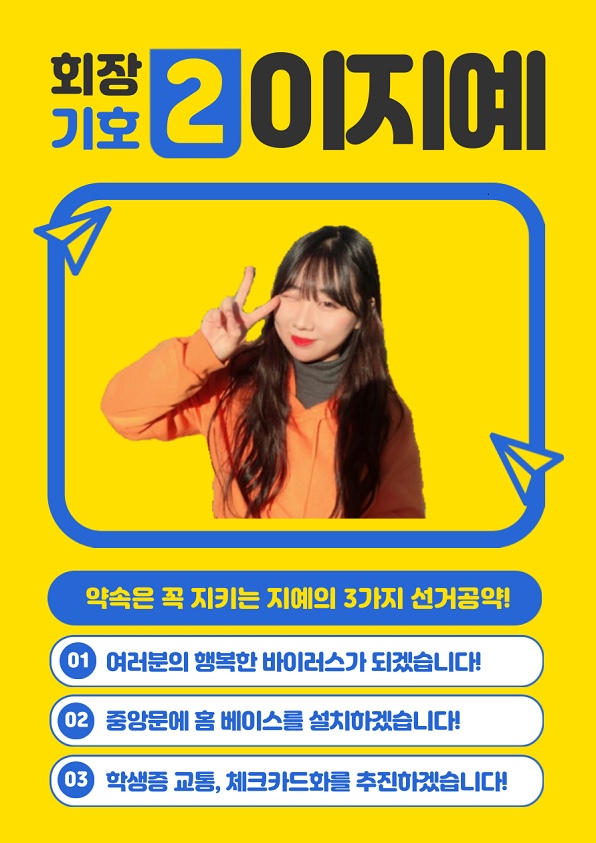 회장
기호
2
이지예
약속은 꼭 지키는 지예의 3가지 선거공약!
01 여러분의 행복한 바이러스가 되겠습니다!
02 중앙문에 홈 베이스를 설치하겠습니다!
03 학생증 교통, 체크카드화를 추진하겠습니다!